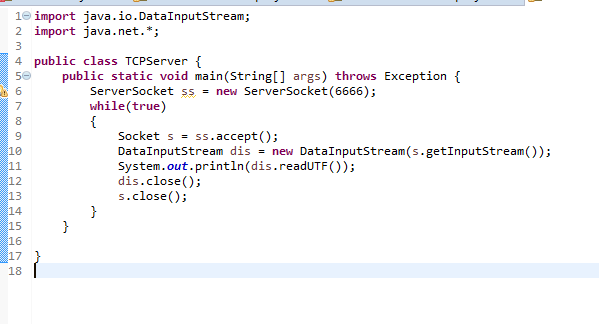 1 import java.io.DataInputStream;
2 import java.net.*;
3
4 public class TCPServer {
5     public static void main(String[] args) throws Exception {
6         ServerSocket ss = new ServerSocket(6666);
7         while(true)
8         {
9             Socket s = ss.accept();
10             DataInputStream dis = new DataInputStream(s.getInputStream());
11             System.out.println(dis.readUTF());
12             dis.close();
13             s.close();
14         }
15     }
16
17 }
18